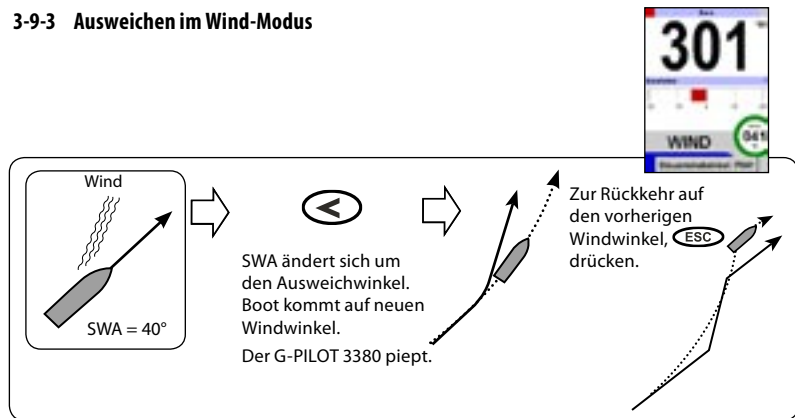 3-9-3 Ausweichen im Wind-Modus
301
WIND
041
Wind
SWA = 40°
<
SWA ändert sich um
den Ausweichwinkel.
Boot kommt auf neuen
Windwinkel.
Der G-PILOT 3380 piept.
Zur Rückkehr auf
den vorherigen
Windwinkel, ESC
drücken.